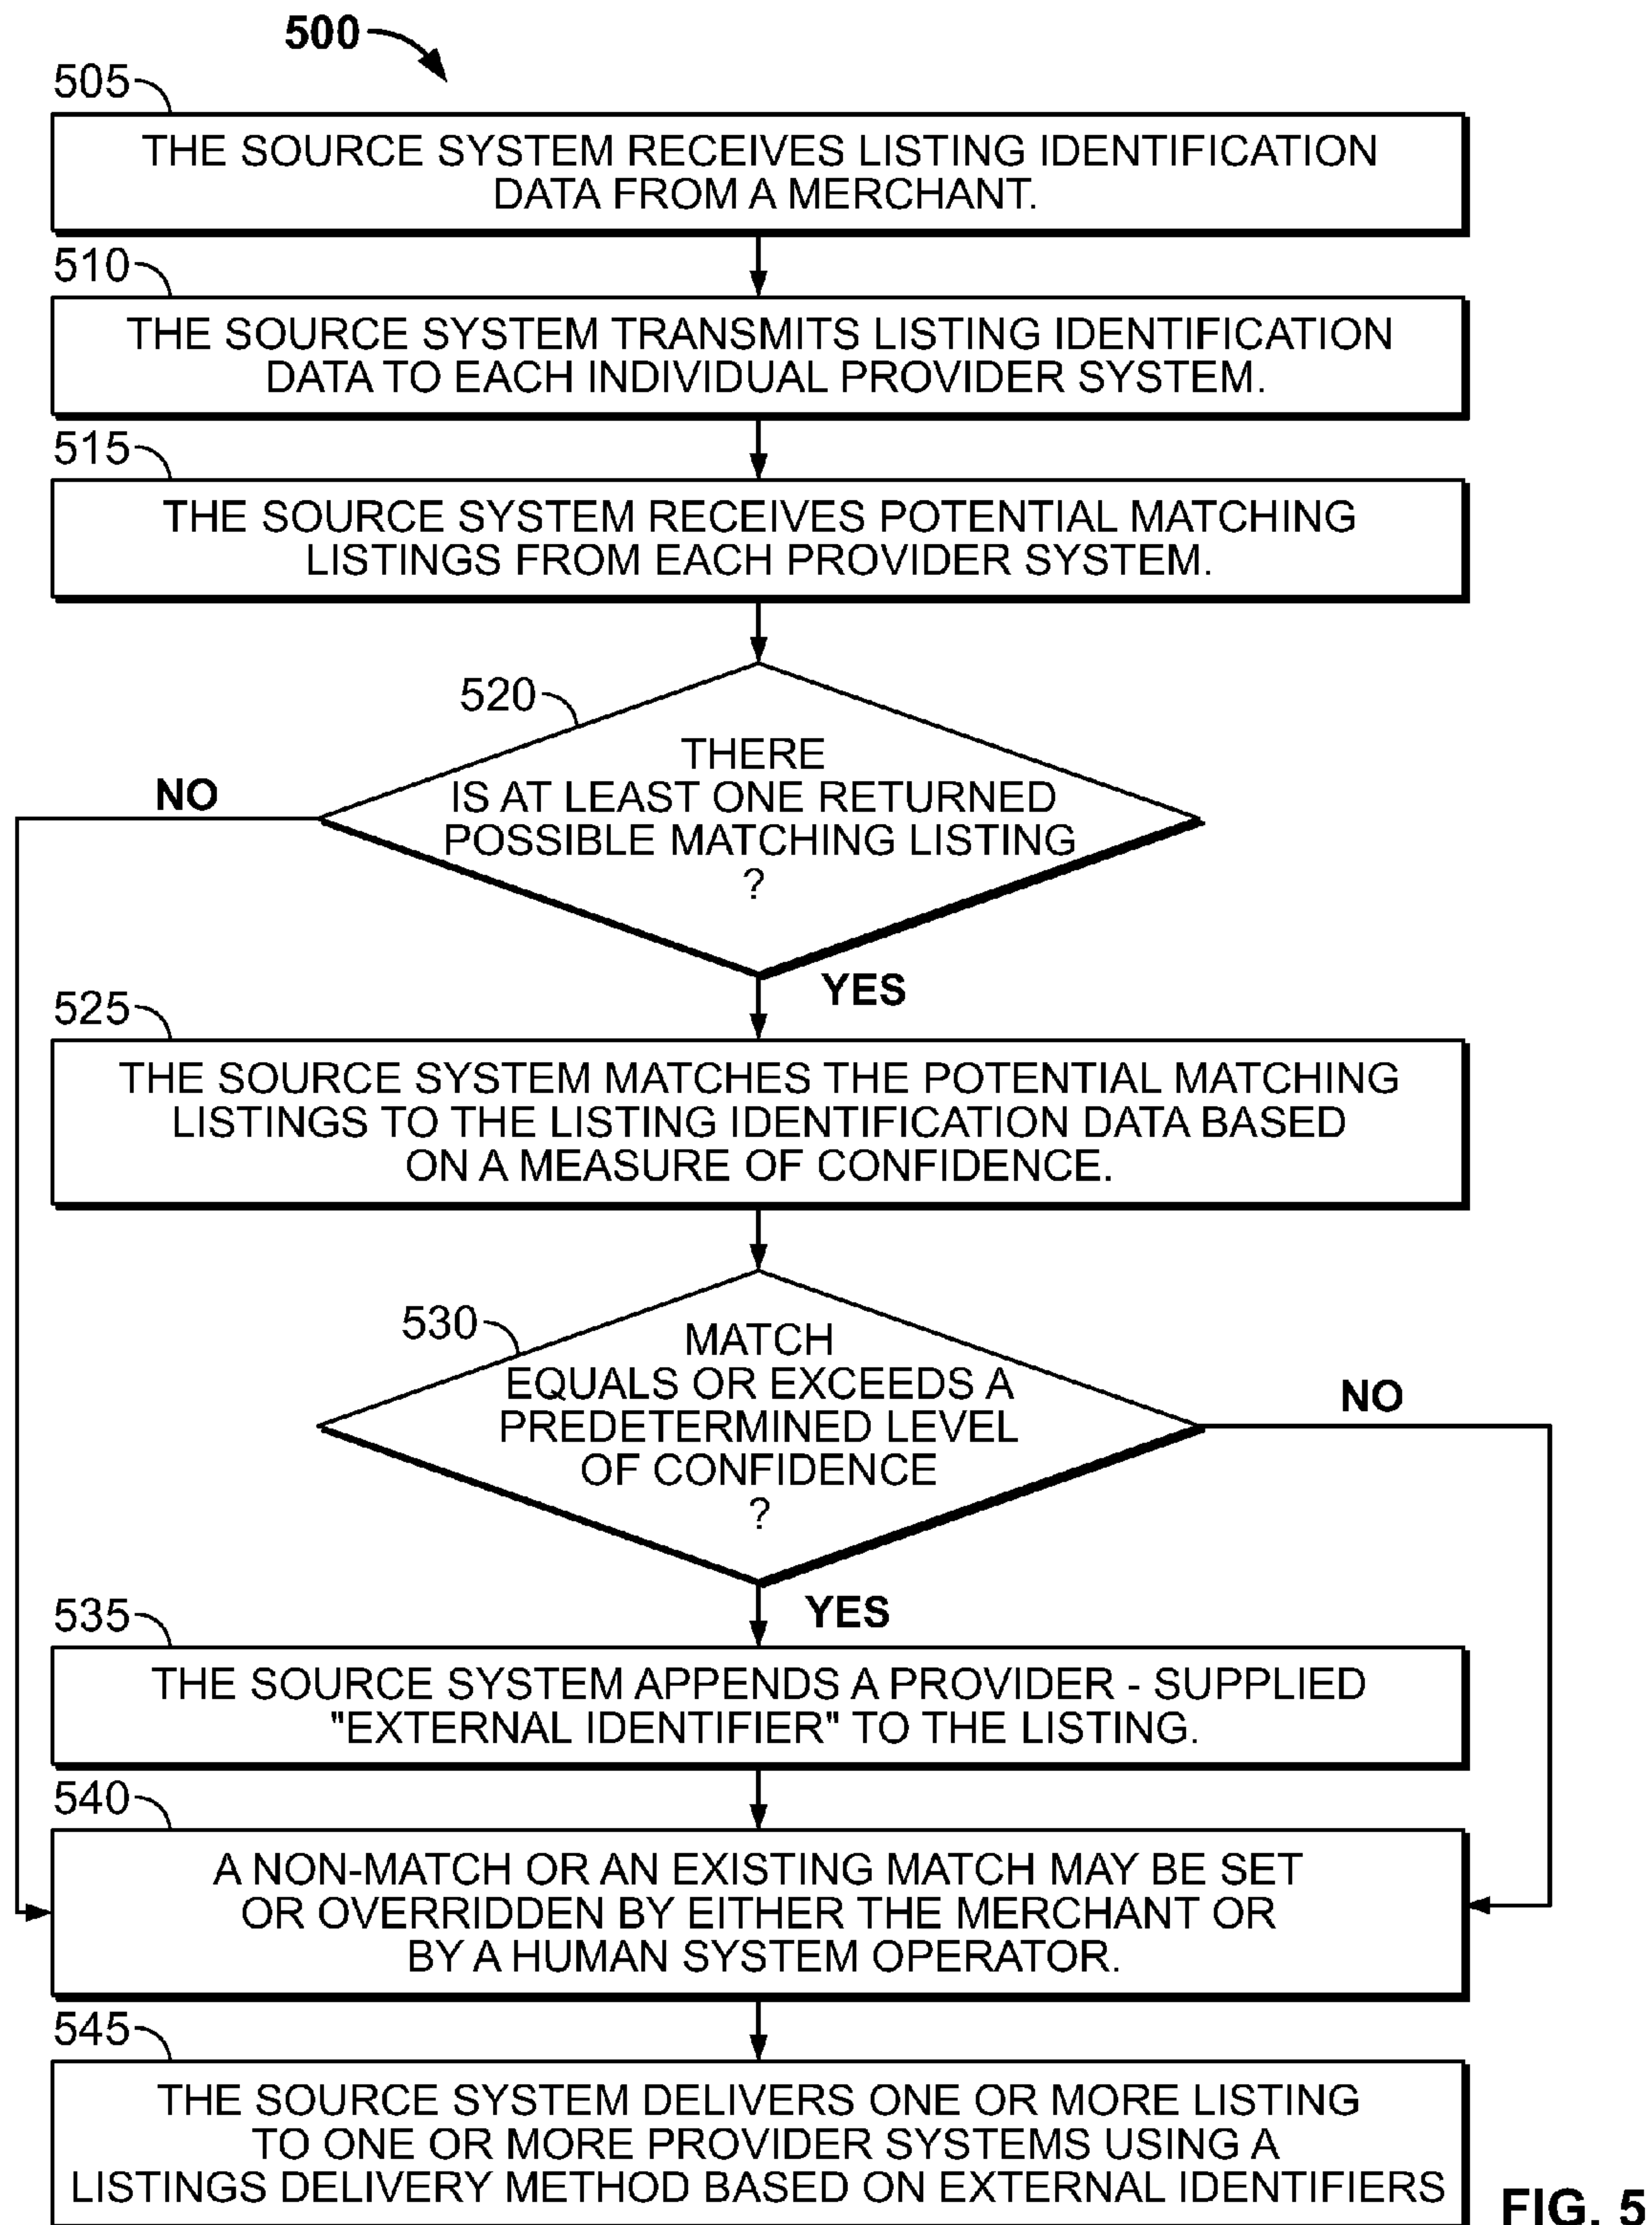 500
505
THE SOURCE SYSTEM RECEIVES LISTING IDENTIFICATION
DATA FROM A MERCHANT.
510
THE SOURCE SYSTEM TRANSMITS LISTING IDENTIFICATION
DATA TO EACH INDIVIDUAL PROVIDER SYSTEM.
515
THE SOURCE SYSTEM RECEIVES POTENTIAL MATCHING
LISTINGS FROM EACH PROVIDER SYSTEM.
520
THERE
IS AT LEAST ONE RETURNED
POSSIBLE MATCHING LISTING
?
NO
YES
525
THE SOURCE SYSTEM MATCHES THE POTENTIAL MATCHING
LISTINGS TO THE LISTING IDENTIFICATION DATA BASED
ON A MEASURE OF CONFIDENCE.
530
MATCH
EQUALS OR EXCEEDS A
PREDETERMINED LEVEL
OF CONFIDENCE
?
NO
YES
535
THE SOURCE SYSTEM APPENDS A PROVIDER - SUPPLIED
"EXTERNAL IDENTIFIER" TO THE LISTING.
540
A NON-MATCH OR AN EXISTING MATCH MAY BE SET
OR OVERRIDDEN BY EITHER THE MERCHANT OR
BY A HUMAN SYSTEM OPERATOR.
545
THE SOURCE SYSTEM DELIVERS ONE OR MORE LISTING
TO ONE OR MORE PROVIDER SYSTEMS USING A
LISTINGS DELIVERY METHOD BASED ON EXTERNAL IDENTIFIERS
FIG. 5